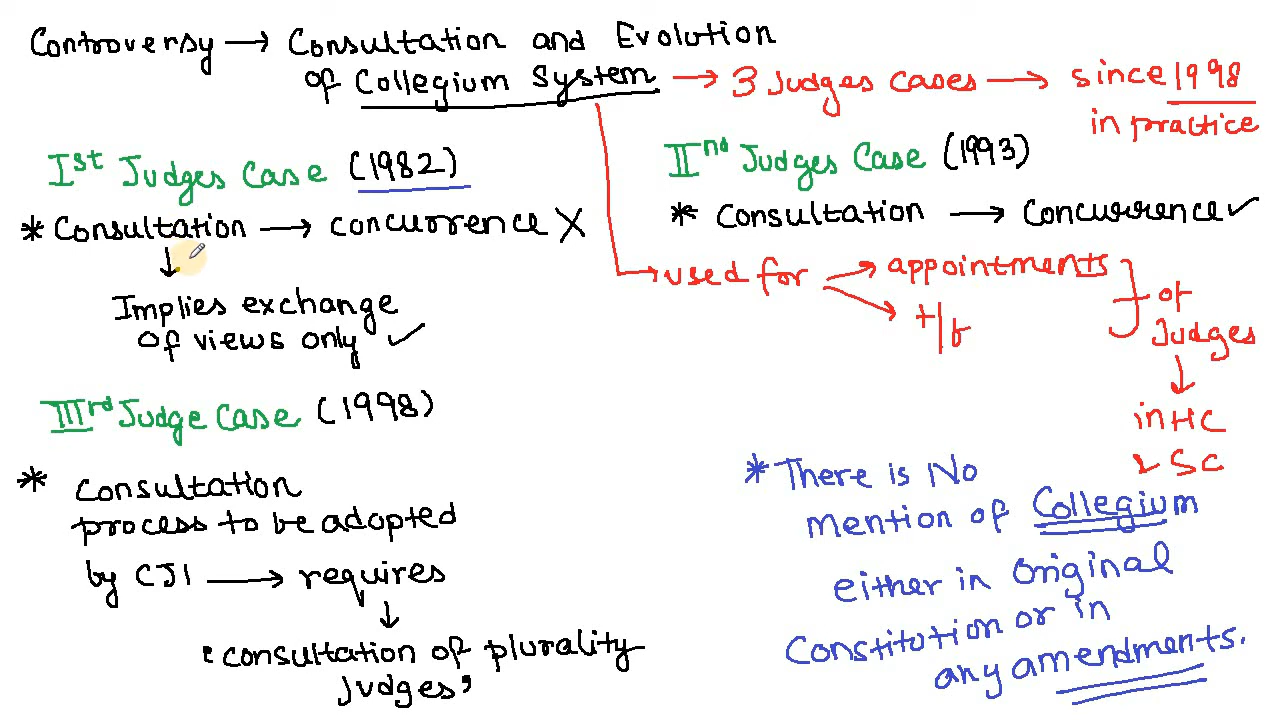 Controversy → Consultation and Evolution
of Collegium System → 3 Judges Cases → since 1998
in practice
Ist Judges Case (1982)
* Consultation → concurrence X
↓
Implies exchange
of views only ✓
IInd Judges Case (1993)
* Consultation → Concurrence ✓
→ used for → appointments
→ t/f
} of
Judges
↓
in HC
& SC
IIIrd Judge Case (1998)
* Consultation
process to be adopted
by CJI → requires
↓
'consultation of plurality
judges'
* There is No
mention of Collegium
either in Original
Constitution or in
any amendments.